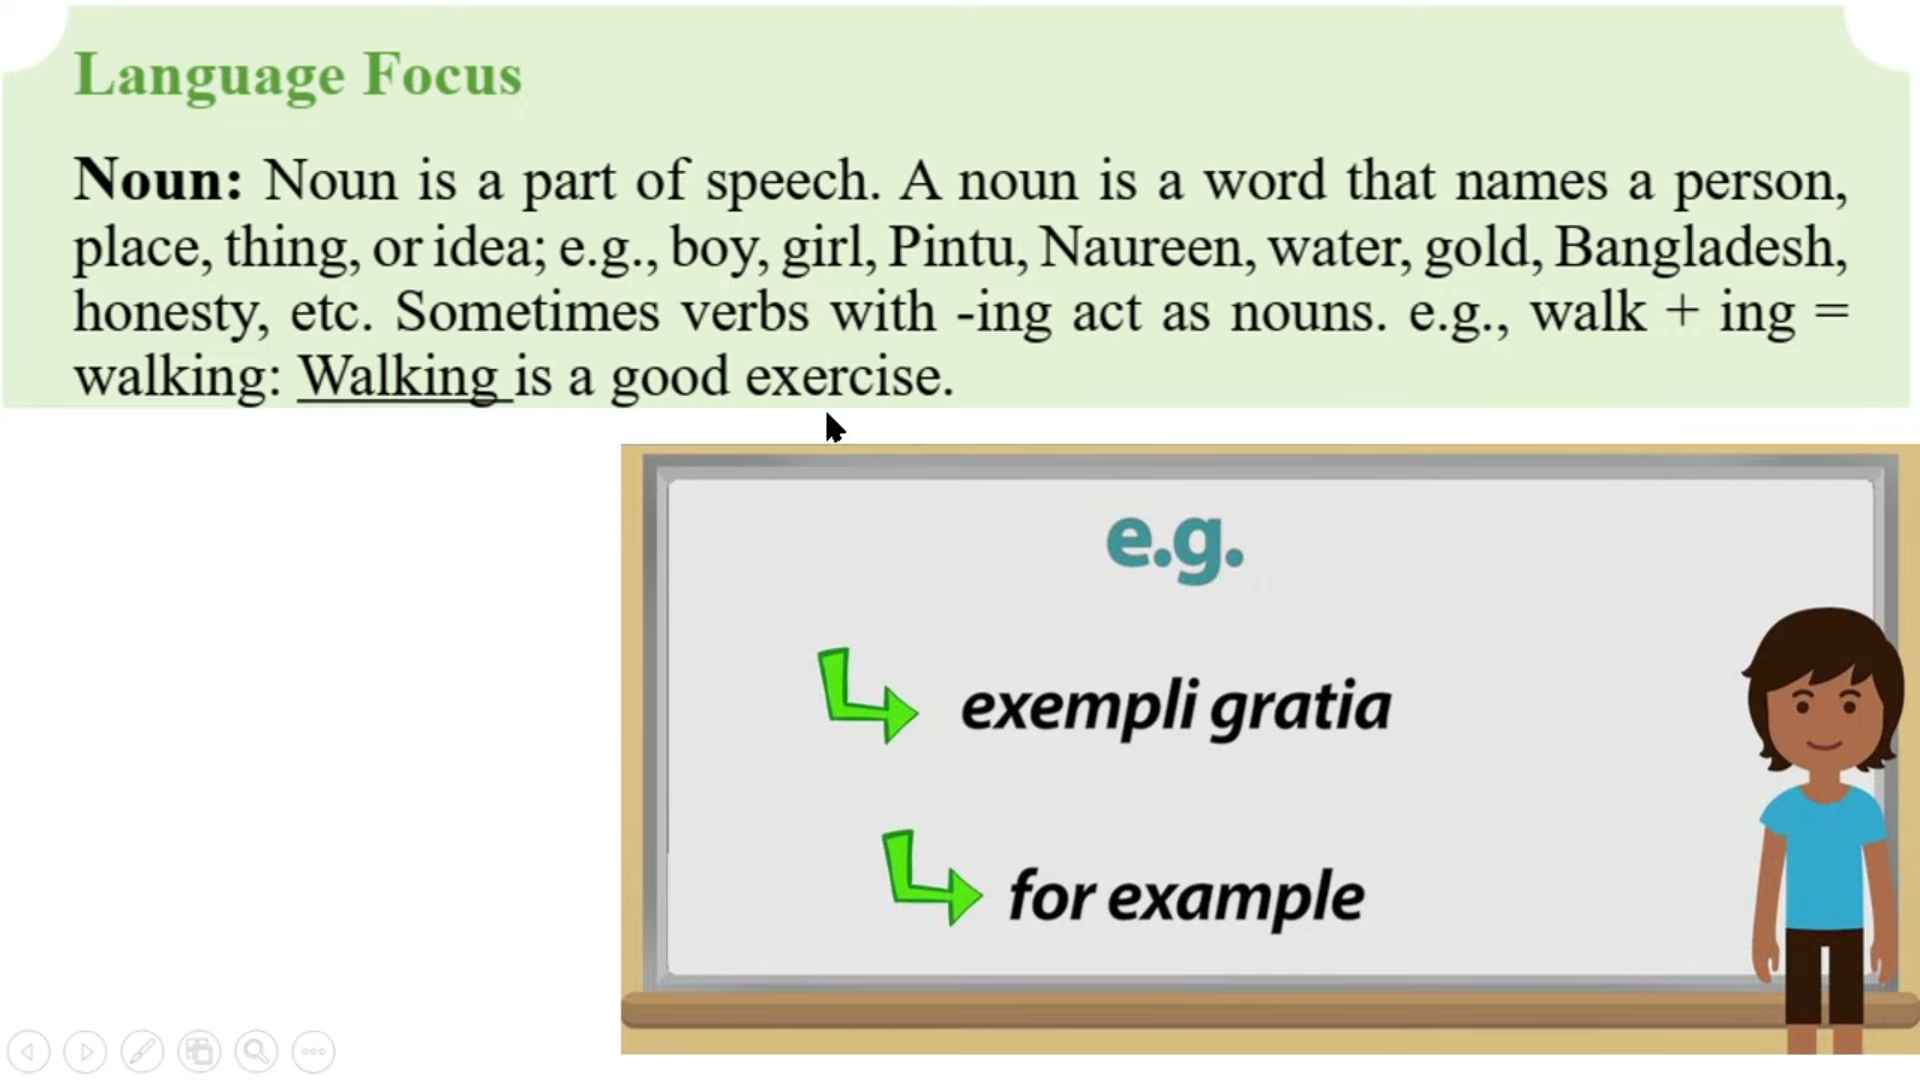 Language Focus
Noun: Noun is a part of speech. A noun is a word that names a person,
place, thing, or idea; e.g., boy, girl, Pintu, Naureen, water, gold, Bangladesh,
honesty, etc. Sometimes verbs with -ing act as nouns. e.g., walk + ing =
walking: Walking is a good exercise.
e.g.
exempli gratia
for example